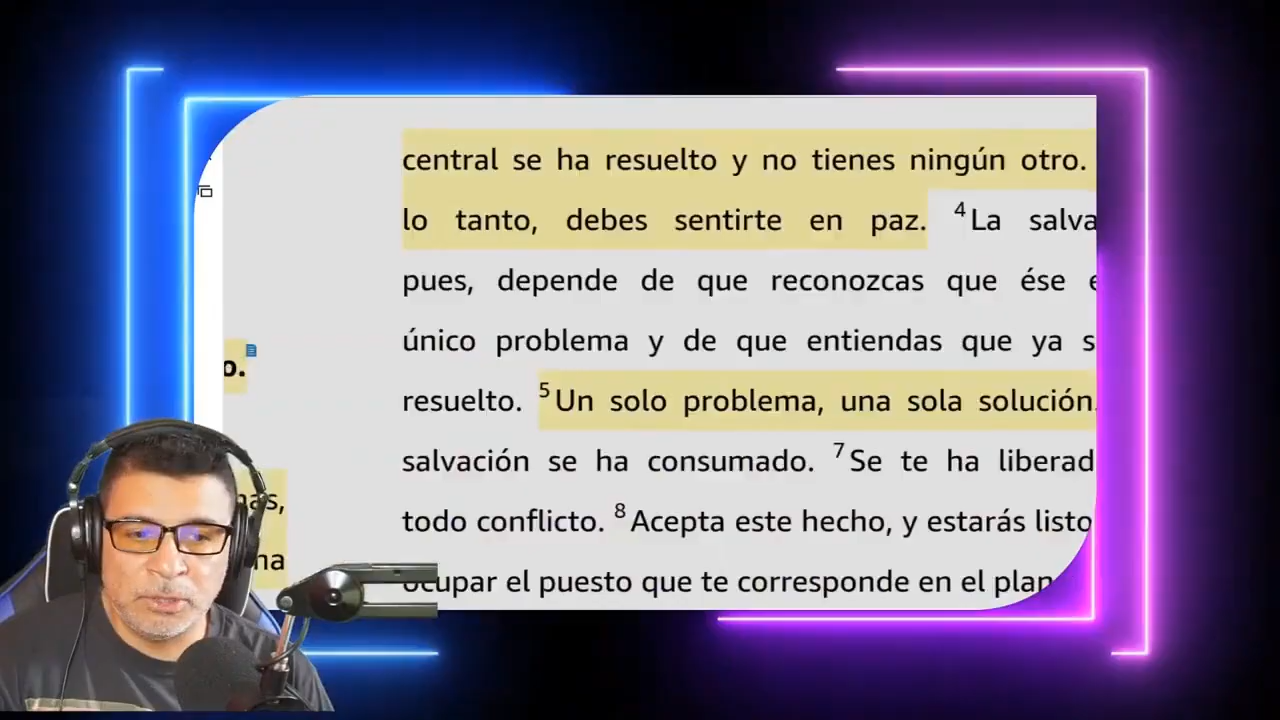 central se ha resuelto y no tienes ningún otro.
lo tanto, debes sentirte en paz. 4 La
pues, depende de que reconozcas que ése
único problema y de que entiendas que ya
resuelto. 5 Un solo problema, una sola solución.
salvación se ha consumado. 7 Se te ha
todo conflicto. 8 Acepta este hecho, y estarás listo
ocupar el puesto que te corresponde en el plan